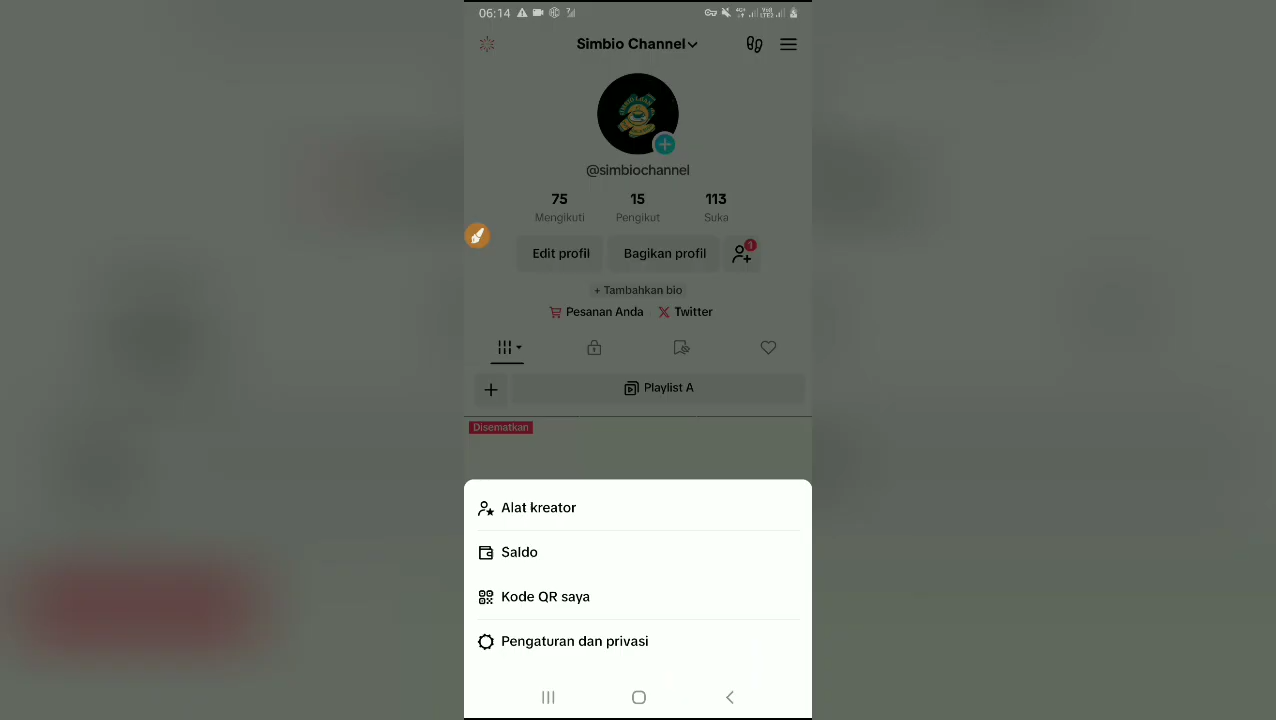 06:14
Simbio Channel
@simbiochannel
75 15 113
Mengikuti Pengikut Suka
Edit profil Bagikan profil 1
+ Tambahkan bio
Pesanan Anda Twitter
Playlist A
Disematkan
Alat kreator
Saldo
Kode QR saya
Pengaturan dan privasi